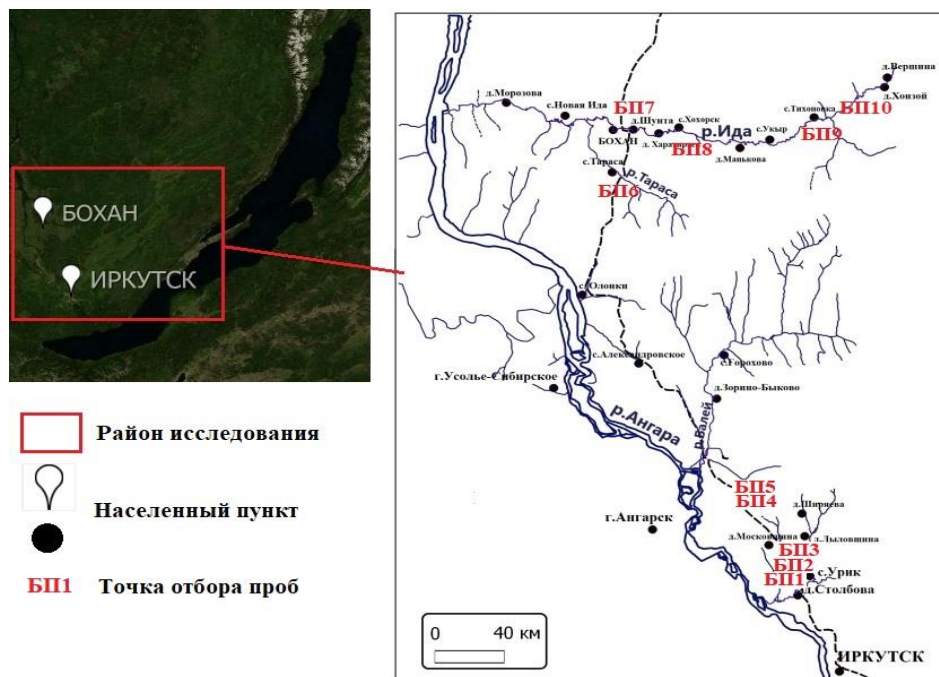 БОХАН
ИРКУТСК
Район исследования
Населенный пункт
БП1 Точка отбора проб
д.Вершина
д.Хонзой
д.Морозова
БП10
с.Новая Ида
БП7
с.Тихоновка
д.Шунта
с.Хохорск
р.Ида
с.Укыр
БП9
БОХАН
БП8
д.Манькова
с.Тараса
р.Тараса
БП6
с.Олонки
с.Александровское
с.Горохово
г.Усолье-Сибирское
д.Зорино-Быково
р.Ангара
р.Валей
БП5
БП4
д.Ширяева
г.Ангарск
д.Московщина
д.Лыловщина
БП3
БП2
с.Урик
БП1
д.Столбова
0 40 км
ИРКУТСК